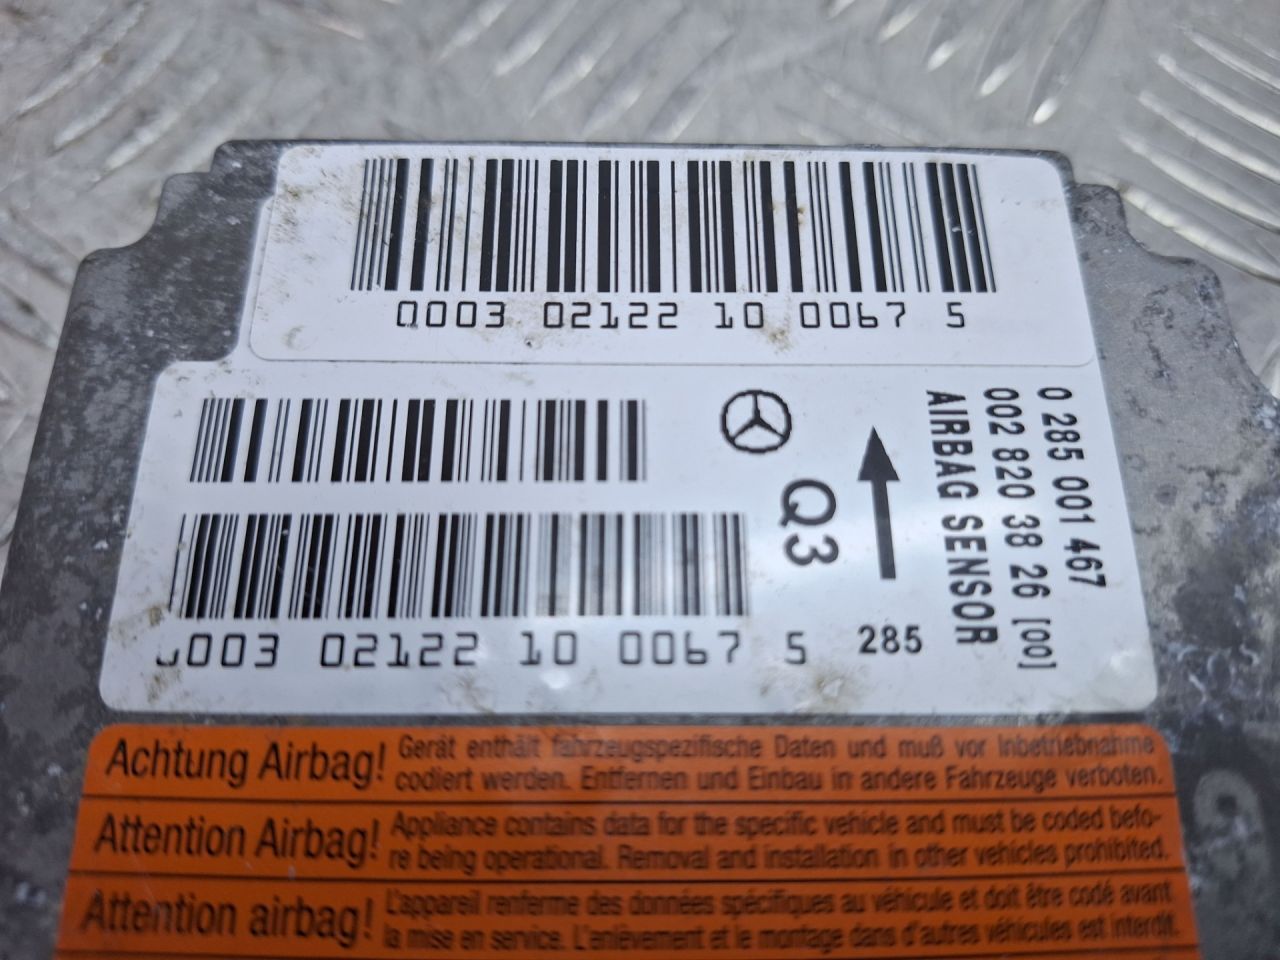 0003 02122 10 0067 5
0 285 001 467
002 820 38 26 [00]
AIRBAG SENSOR
Q3
003 02122 10 0067 5
285
Achtung Airbag! Gerät enthält fahrzeugspezifische Daten und muß vor Inbetriebnahme
codiert werden. Entfernen und Einbau in andere Fahrzeuge verboten.
Attention Airbag! Appliance contains data for the specific vehicle and must be coded befo-
re being operational. Removal and installation in other vehicles prohibited.
Attention airbag! L'appareil renferme des données spécifiques au véhicule et doit être codé avant
la mise en service. L'enlèvement et le montage dans d'autres véhicules est interdit.